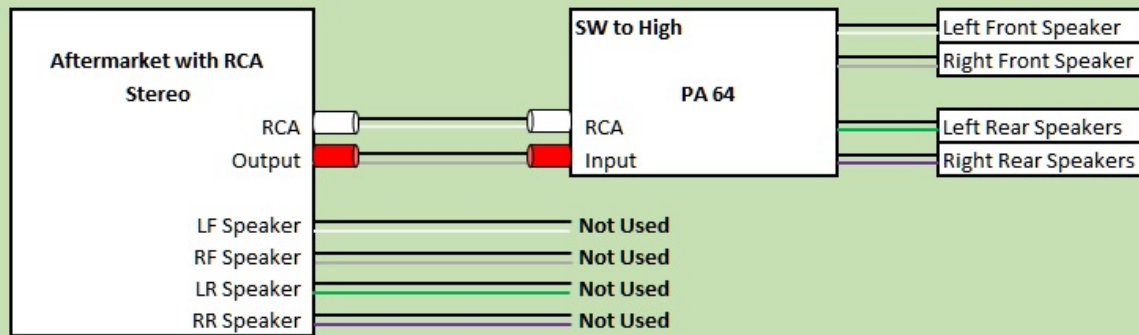 Aftermarket with RCA
Stereo
RCA
Output
LF Speaker
RF Speaker
LR Speaker
RR Speaker
SW to High
PA 64
RCA
Input
Not Used
Not Used
Not Used
Not Used
Left Front Speaker
Right Front Speaker
Left Rear Speakers
Right Rear Speakers